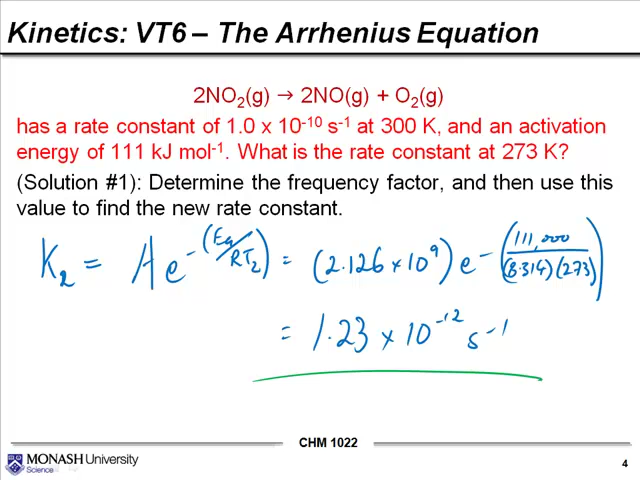 Kinetics: VT6 – The Arrhenius Equation
2NO₂(g) → 2NO(g) + O₂(g)
has a rate constant of 1.0 x 10⁻¹⁰ s⁻¹ at 300 K, and an activation
energy of 111 kJ mol⁻¹. What is the rate constant at 273 K?
(Solution #1): Determine the frequency factor, and then use this
value to find the new rate constant.
K₂ = A e^-(Ea/RT₂) = (2.126 × 10⁹) e^-(111,000/(8.314)(273))
= 1.23 × 10⁻¹² s⁻¹
CHM 1022
MONASH University
Science
4